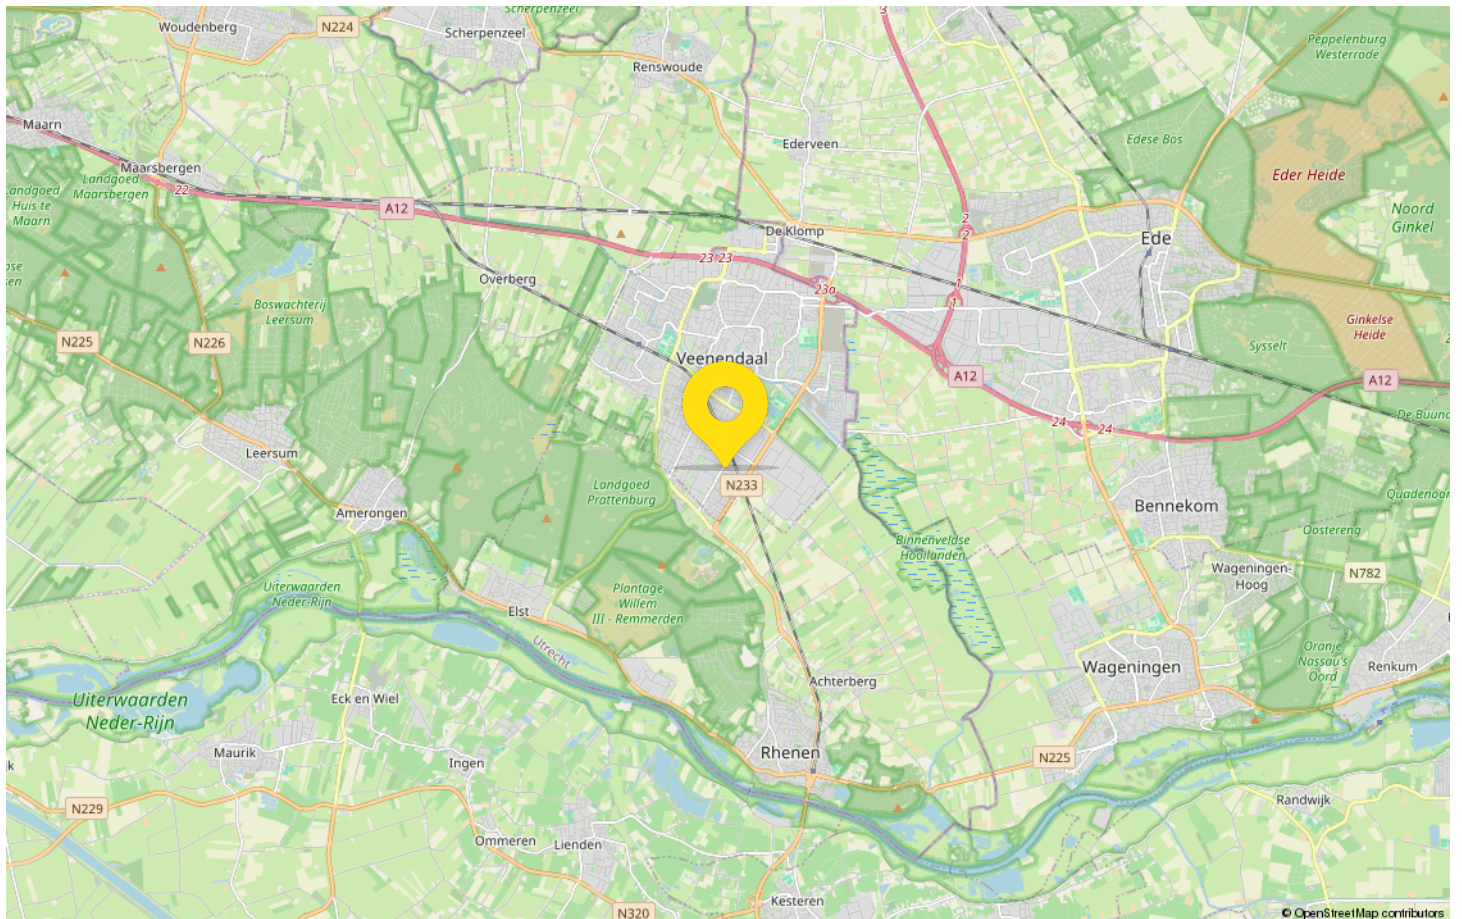 Woudenberg
N224
Scherpenzeel
Scherpenzeel
3
Renswoude
Peppelenburg
Westerrode
Maarn
Maarsbergen
Landgoed
Maarsbergen
22
Landgoed
Huis te
Maarn
A12
Ederveen
Edese Bos
Eder Heide
Noord
Ginkel
2
2
De Klomp
Ede
23 23
23a
1
1
Overberg
Boswachterij
Leersum
N225
N226
Ginkelse
Heide
Sysselt
Veenendaal
A12
A12
24
24
Leersum
Landgoed
Prattenburg
N233
Amerongen
Bennekom
Oostereng
Binnenveldse
Hooilanden
Wageningen-
Hoog
N782
Uiterwaarden
Neder-Rijn
Elst
Plantage
Willem
III - Remmerden
Utrecht
Oranje
Nassau's
Oord
Renkum
Wageningen
Achterberg
Uiterwaarden
Neder-Rijn
Eck en Wiel
Maurik
Ingen
Rhenen
N225
Randwijk
N229
Ommeren
Lienden
Kesteren
N320
© OpenStreetMap contributors